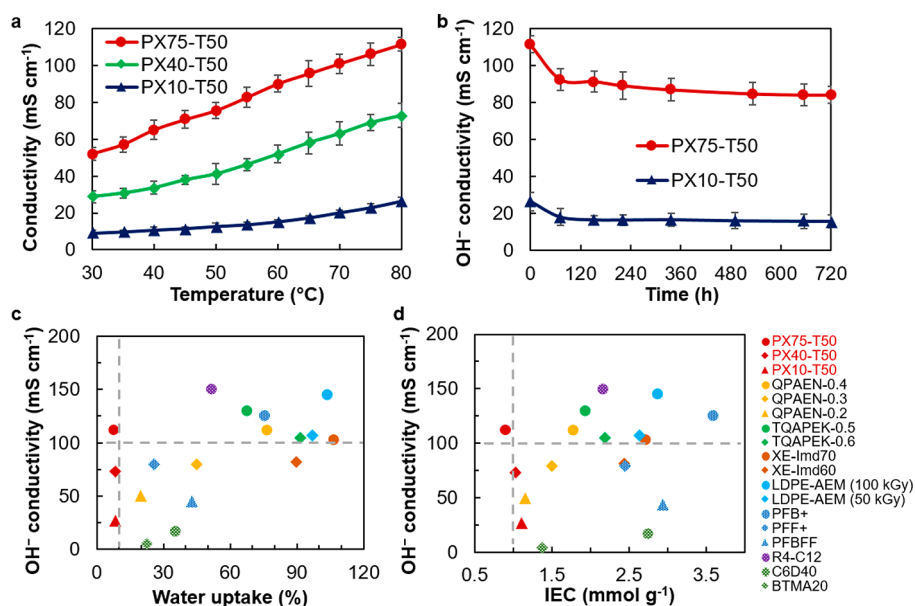 a
120
100
80
60
40
20
0
Conductivity (mS cm⁻¹)
PX75-T50
PX40-T50
PX10-T50
30 40 50 60 70 80
Temperature (°C)
b
120
100
80
60
40
20
0
OH⁻ conductivity (mS cm⁻¹)
PX75-T50
PX10-T50
0 120 240 360 480 600 720
Time (h)
c
200
150
100
50
0
OH⁻ conductivity (mS cm⁻¹)
0 30 60 90 120
Water uptake (%)
d
200
150
100
50
0
OH⁻ conductivity (mS cm⁻¹)
0.5 1.5 2.5 3.5
IEC (mmol g⁻¹)
PX75-T50
PX40-T50
PX10-T50
QPAEN-0.4
QPAEN-0.3
QPAEN-0.2
TQAPEK-0.5
TQAPEK-0.6
XE-Imd70
XE-Imd60
LDPE-AEM (100 kGy)
LDPE-AEM (50 kGy)
PFB+
PFF+
PFBFF
R4-C12
C6D40
BTMA20